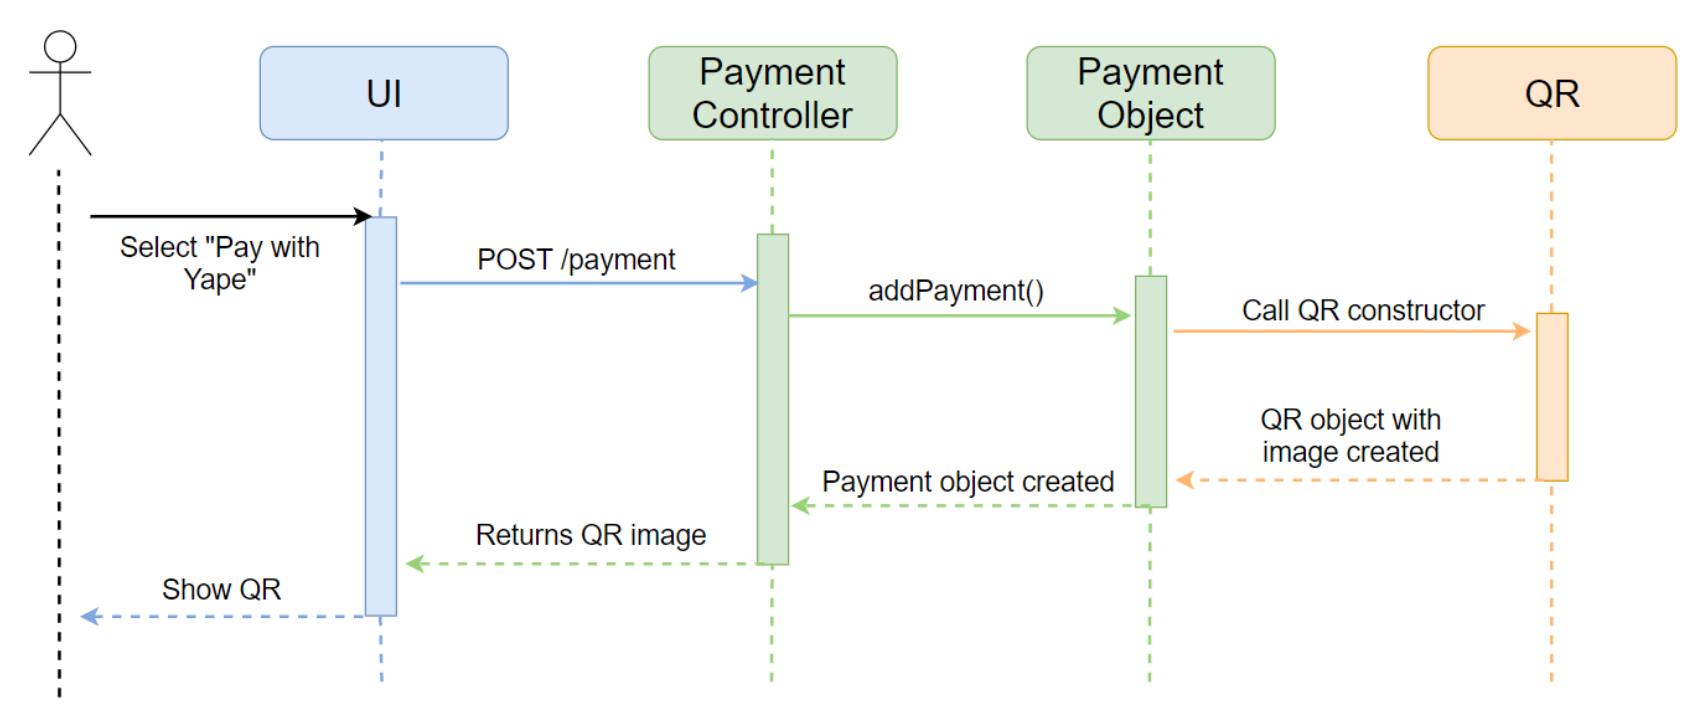 UI
Payment
Controller
Payment
Object
QR
Select "Pay with
Yape"
POST /payment
addPayment()
Call QR constructor
QR object with
image created
Payment object created
Returns QR image
Show QR